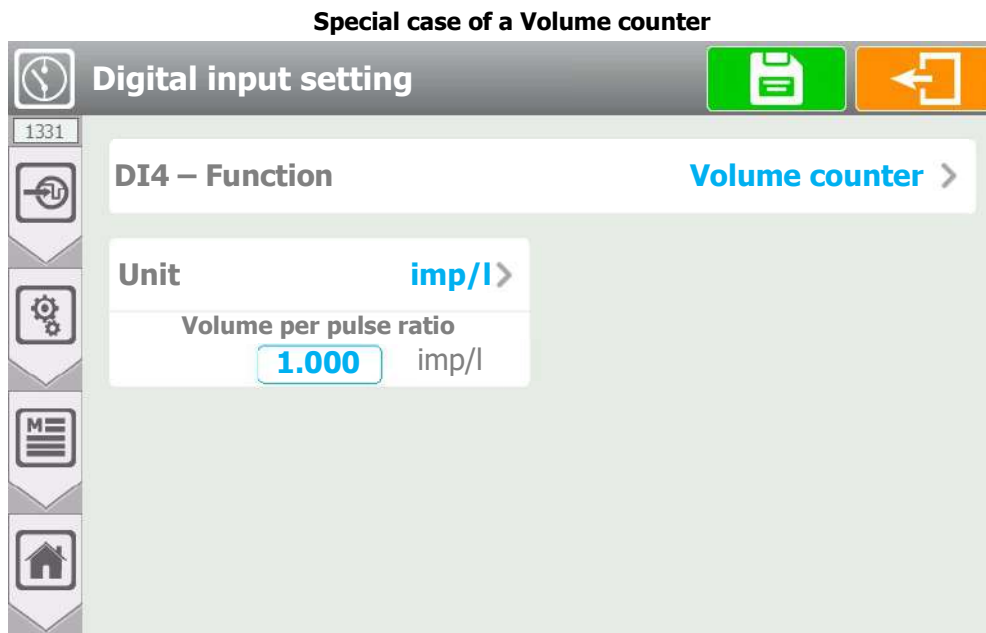 Special case of a Volume counter
Digital input setting
1331
DI4 – Function Volume counter
Unit imp/l
Volume per pulse ratio
1.000 imp/l
M